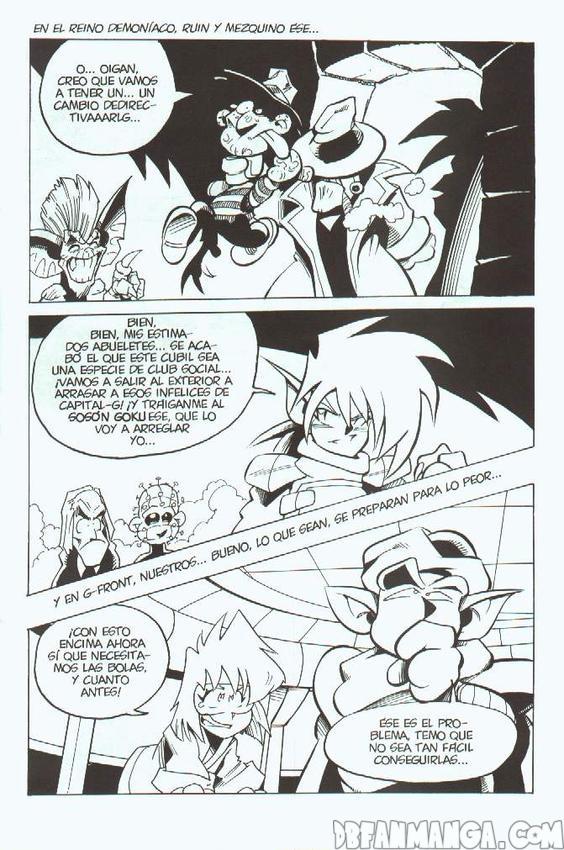 EN EL REINO DEMONÍACO, RUIN Y MEZQUINO ESE...
O... OIGAN,
CREO QUE VAMOS
A TENER UN... UN
CAMBIO DEDIREC-
TIVAAARLG...
BIEN,
BIEN, MIS ESTIMA-
DOS ABUELETES... SE ACA-
BÓ EL QUE ESTE CUBIL SEA
UNA ESPECIE DE CLUB SOCIAL...
¡VAMOS A SALIR AL EXTERIOR A
ARRASAR A ESOS INFELICES DE
CAPITAL-G! ¡Y TRHIGANME AL
SOSÓN GOKU ESE, QUE LO
VOY A ARREGLAR
YO...
Y EN G-FRONT, NUESTROS... BUENO, LO QUE SEAN, SE PREPARAN PARA LO PEOR...
¡CON ESTO
ENCIMA AHORA
SÍ QUE NECESITA-
MOS LAS BOLAS,
Y CUANTO
ANTES!
ÉSE ES EL PRO-
BLEMA, TEMO QUE
NO SEA TAN FÁCIL
CONSEGUIRLAS...
DBFANMANGA.COM